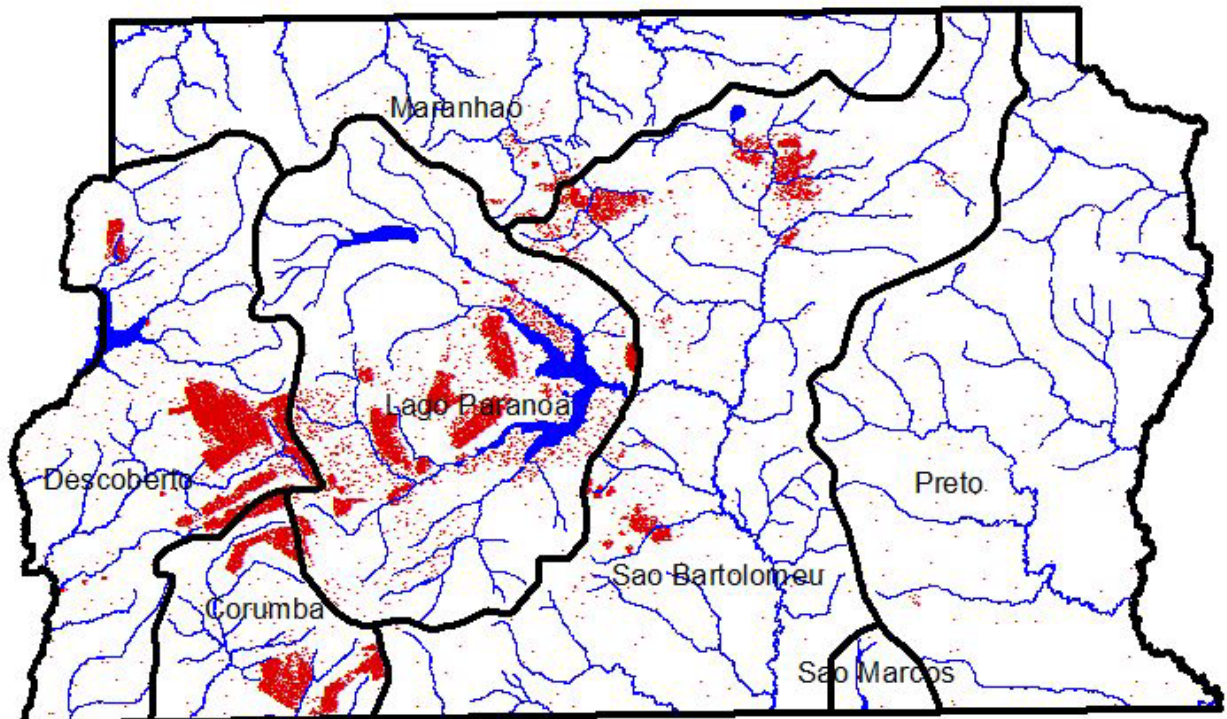 Maranhao
Lago Paranoa
Descoberto
Preto
Sao Bartolomeu
Corumba
Sao Marcos